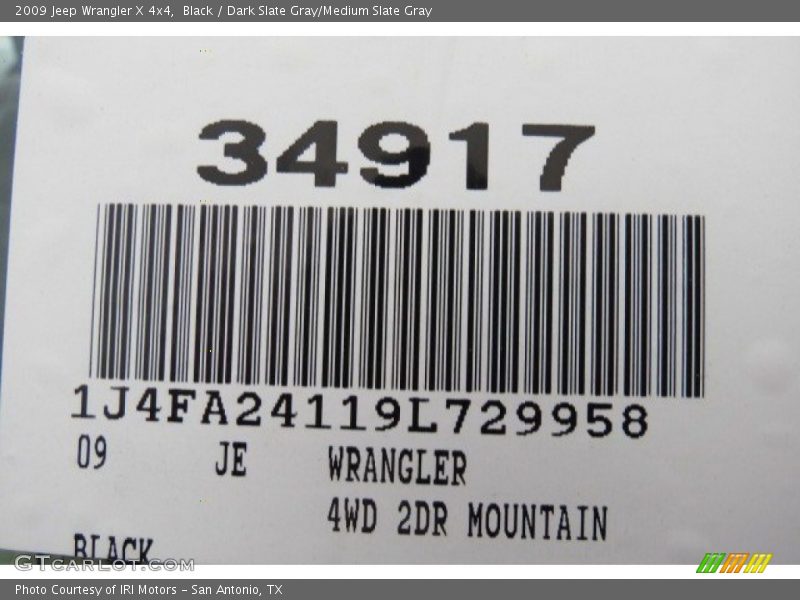 2009 Jeep Wrangler X 4x4,  Black / Dark Slate Gray/Medium Slate Gray
34917
1J4FA24119L729958
09 JE WRANGLER
4WD 2DR MOUNTAIN
BLACK
GTCARLOT.COM
Photo Courtesy of IRI Motors – San Antonio, TX